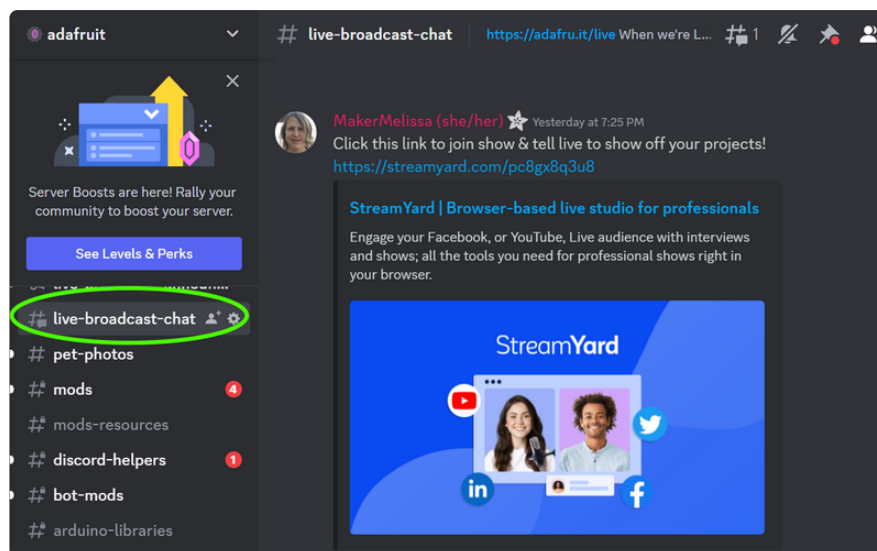 adafruit
Server Boosts are here! Rally your
community to boost your server.
See Levels & Perks
live-broadcast-chat
pet-photos
mods
4
mods-resources
discord-helpers
1
bot-mods
arduino-libraries
live-broadcast-chat
https://adafru.it/live When we're L...
1
MakerMelissa (she/her) Yesterday at 7:25 PM
Click this link to join show & tell live to show off your projects!
https://streamyard.com/pc8gx8q3u8
StreamYard | Browser-based live studio for professionals
Engage your Facebook, or YouTube, Live audience with interviews
and shows; all the tools you need for professional shows right in
your browser.
StreamYard
in
f